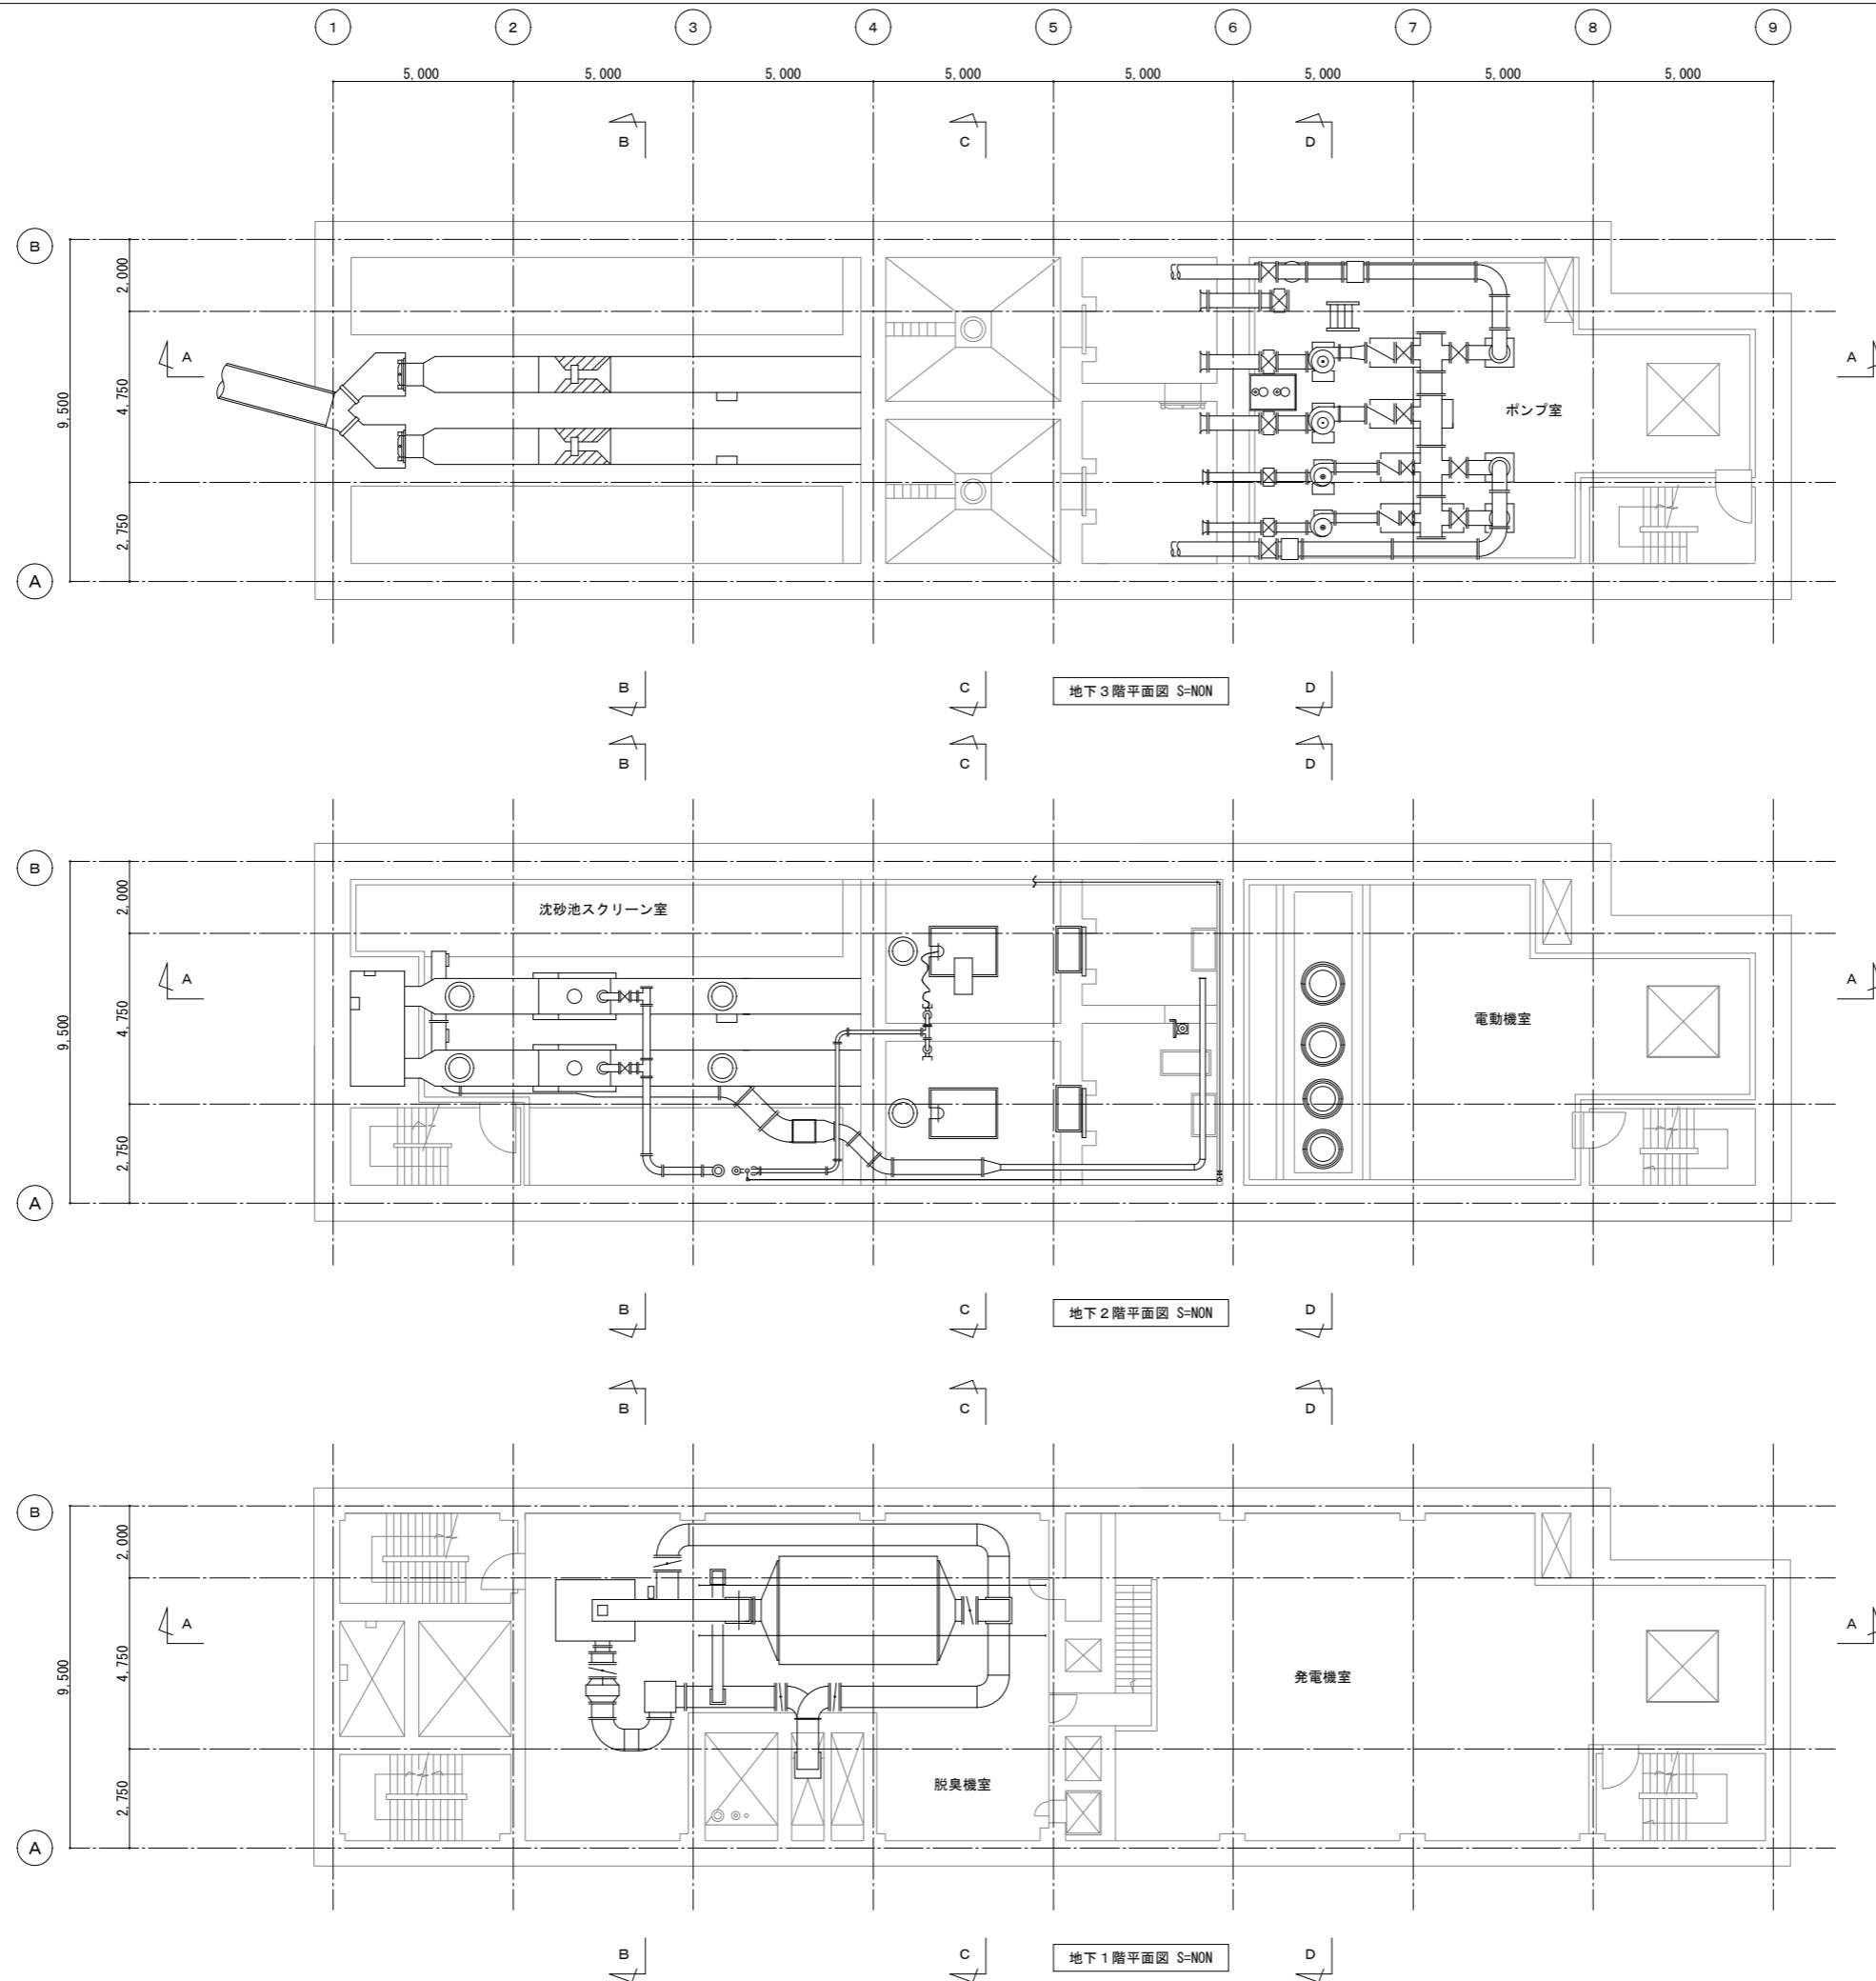 1 2 3 4 5 6 7 8 9
5,000 5,000 5,000 5,000 5,000 5,000 5,000 5,000
B C D
B
2,000
A A
4,750
9,500
ポンプ室
2,750
A
B C D
地下3階平面図 S=NON
B C D
B
2,000
沈砂池スクリーン室
A A
4,750
9,500
電動機室
2,750
A
B C D
地下2階平面図 S=NON
B C D
B
2,000
A A
4,750
9,500
発電機室
2,750
脱臭機室
A
B C D
地下1階平面図 S=NON